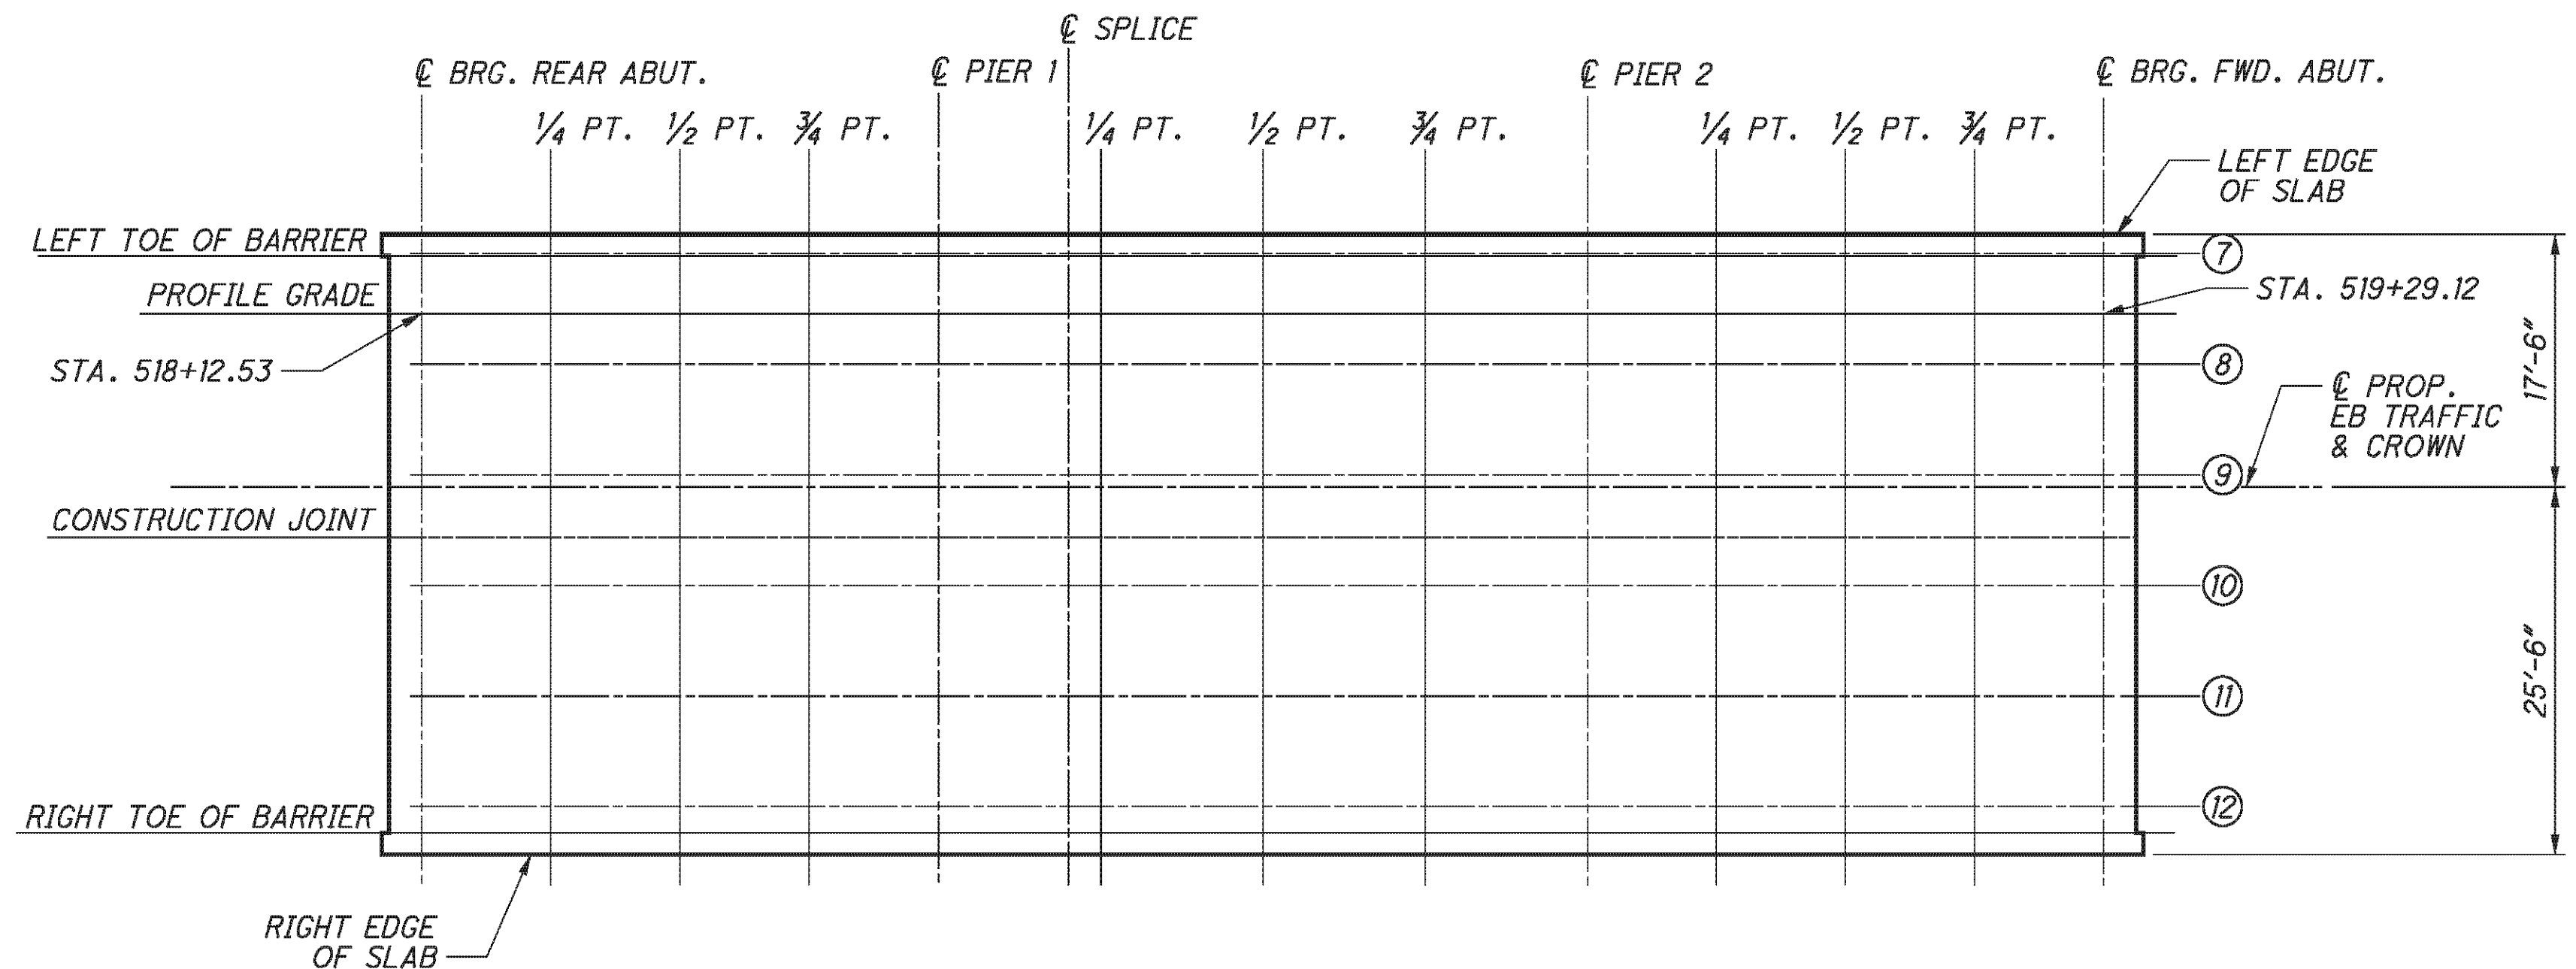 ℄ SPLICE
℄ BRG. REAR ABUT.
℄ PIER 1
℄ PIER 2
℄ BRG. FWD. ABUT.
1/4 PT.
1/2 PT.
3/4 PT.
1/4 PT.
1/2 PT.
3/4 PT.
1/4 PT.
1/2 PT.
3/4 PT.
LEFT EDGE
OF SLAB
LEFT TOE OF BARRIER
7
PROFILE GRADE
STA. 519+29.12
STA. 518+12.53
8
17'-6"
℄ PROP.
EB TRAFFIC
& CROWN
9
CONSTRUCTION JOINT
10
11
25'-6"
RIGHT TOE OF BARRIER
12
RIGHT EDGE
OF SLAB